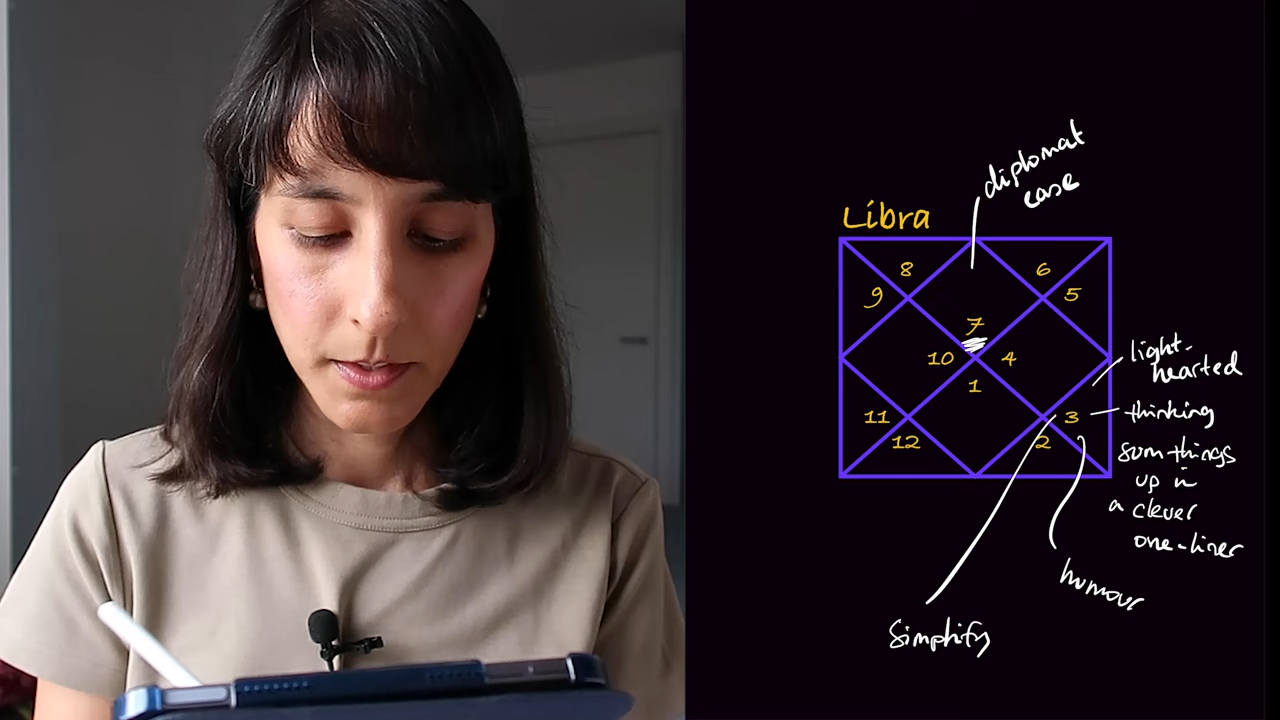 diplomat
ease
Libra
8
6
9
5
7
10
4
1
light-
hearted
11
3
thinking
12
2
sum things
up in
a clever
one-liner
humour
Simplify